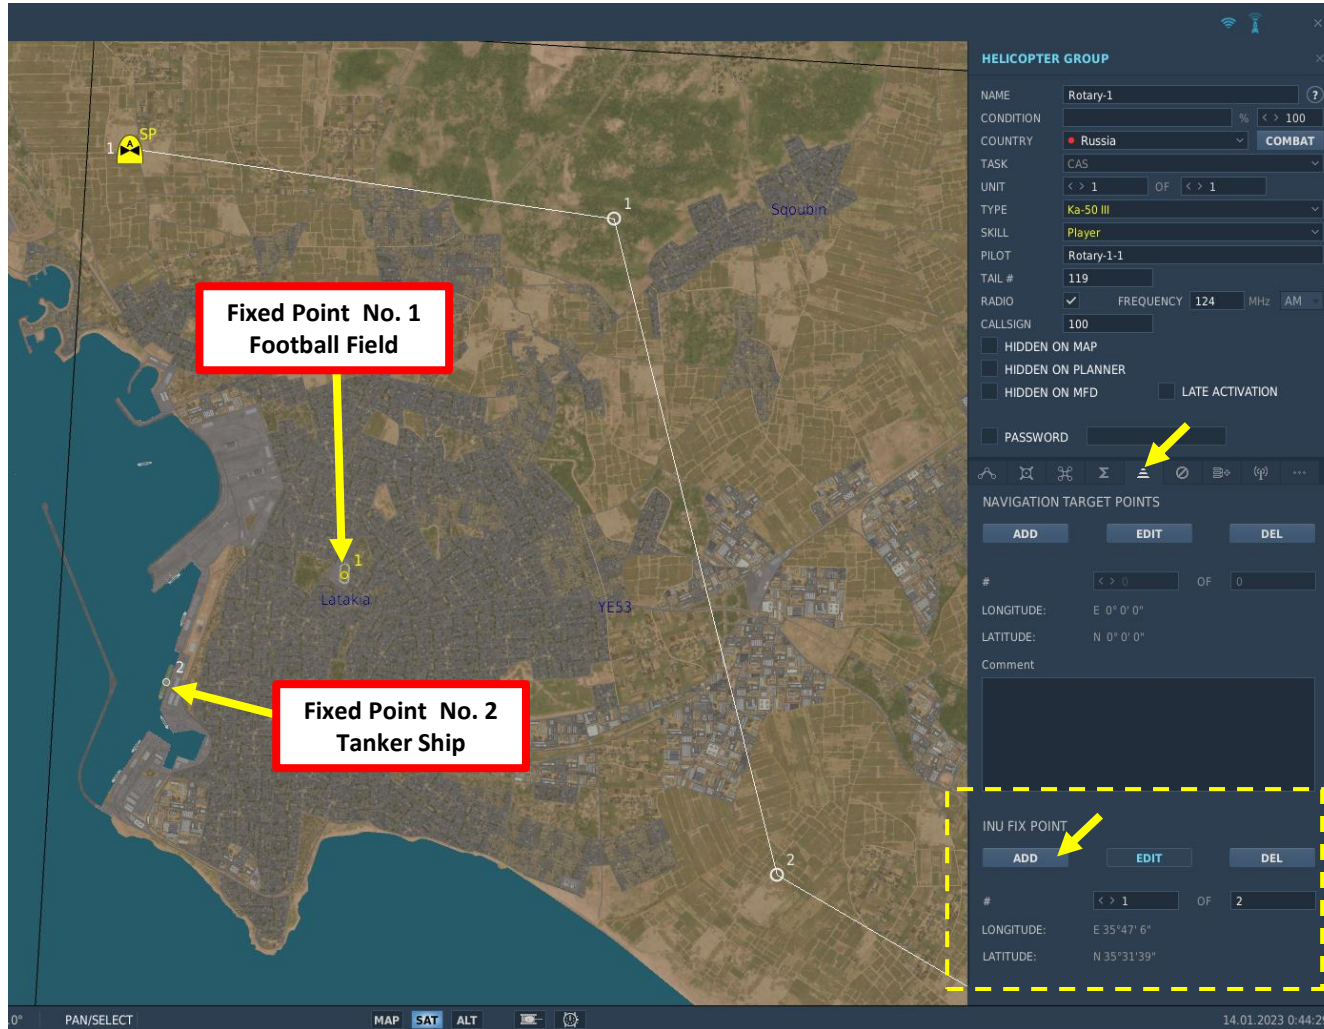 HELICOPTER GROUP
NAME Rotary-1 ?
CONDITION % < > 100
COUNTRY Russia COMBAT
TASK CAS
UNIT < > 1 OF < > 1
TYPE Ka-50 III
SKILL Player
PILOT Rotary-1-1
TAIL # 119
RADIO FREQUENCY 124 MHz AM
CALLSIGN 100
HIDDEN ON MAP
HIDDEN ON PLANNER
HIDDEN ON MFD LATE ACTIVATION
PASSWORD
NAVIGATION TARGET POINTS
ADD EDIT DEL
# < > 0 OF 0
LONGITUDE: E 0° 0' 0"
LATITUDE: N 0° 0' 0"
Comment
INU FIX POINT
ADD EDIT DEL
# < > 1 OF 2
LONGITUDE: E 35°47' 6"
LATITUDE: N 35°31'39"
SP
1 A
1
Sqoubin
Fixed Point No. 1
Football Field
1
Latakia
YE53
2
Fixed Point No. 2
Tanker Ship
2
.0° PAN/SELECT MAP SAT ALT
14.01.2023 0:44:29